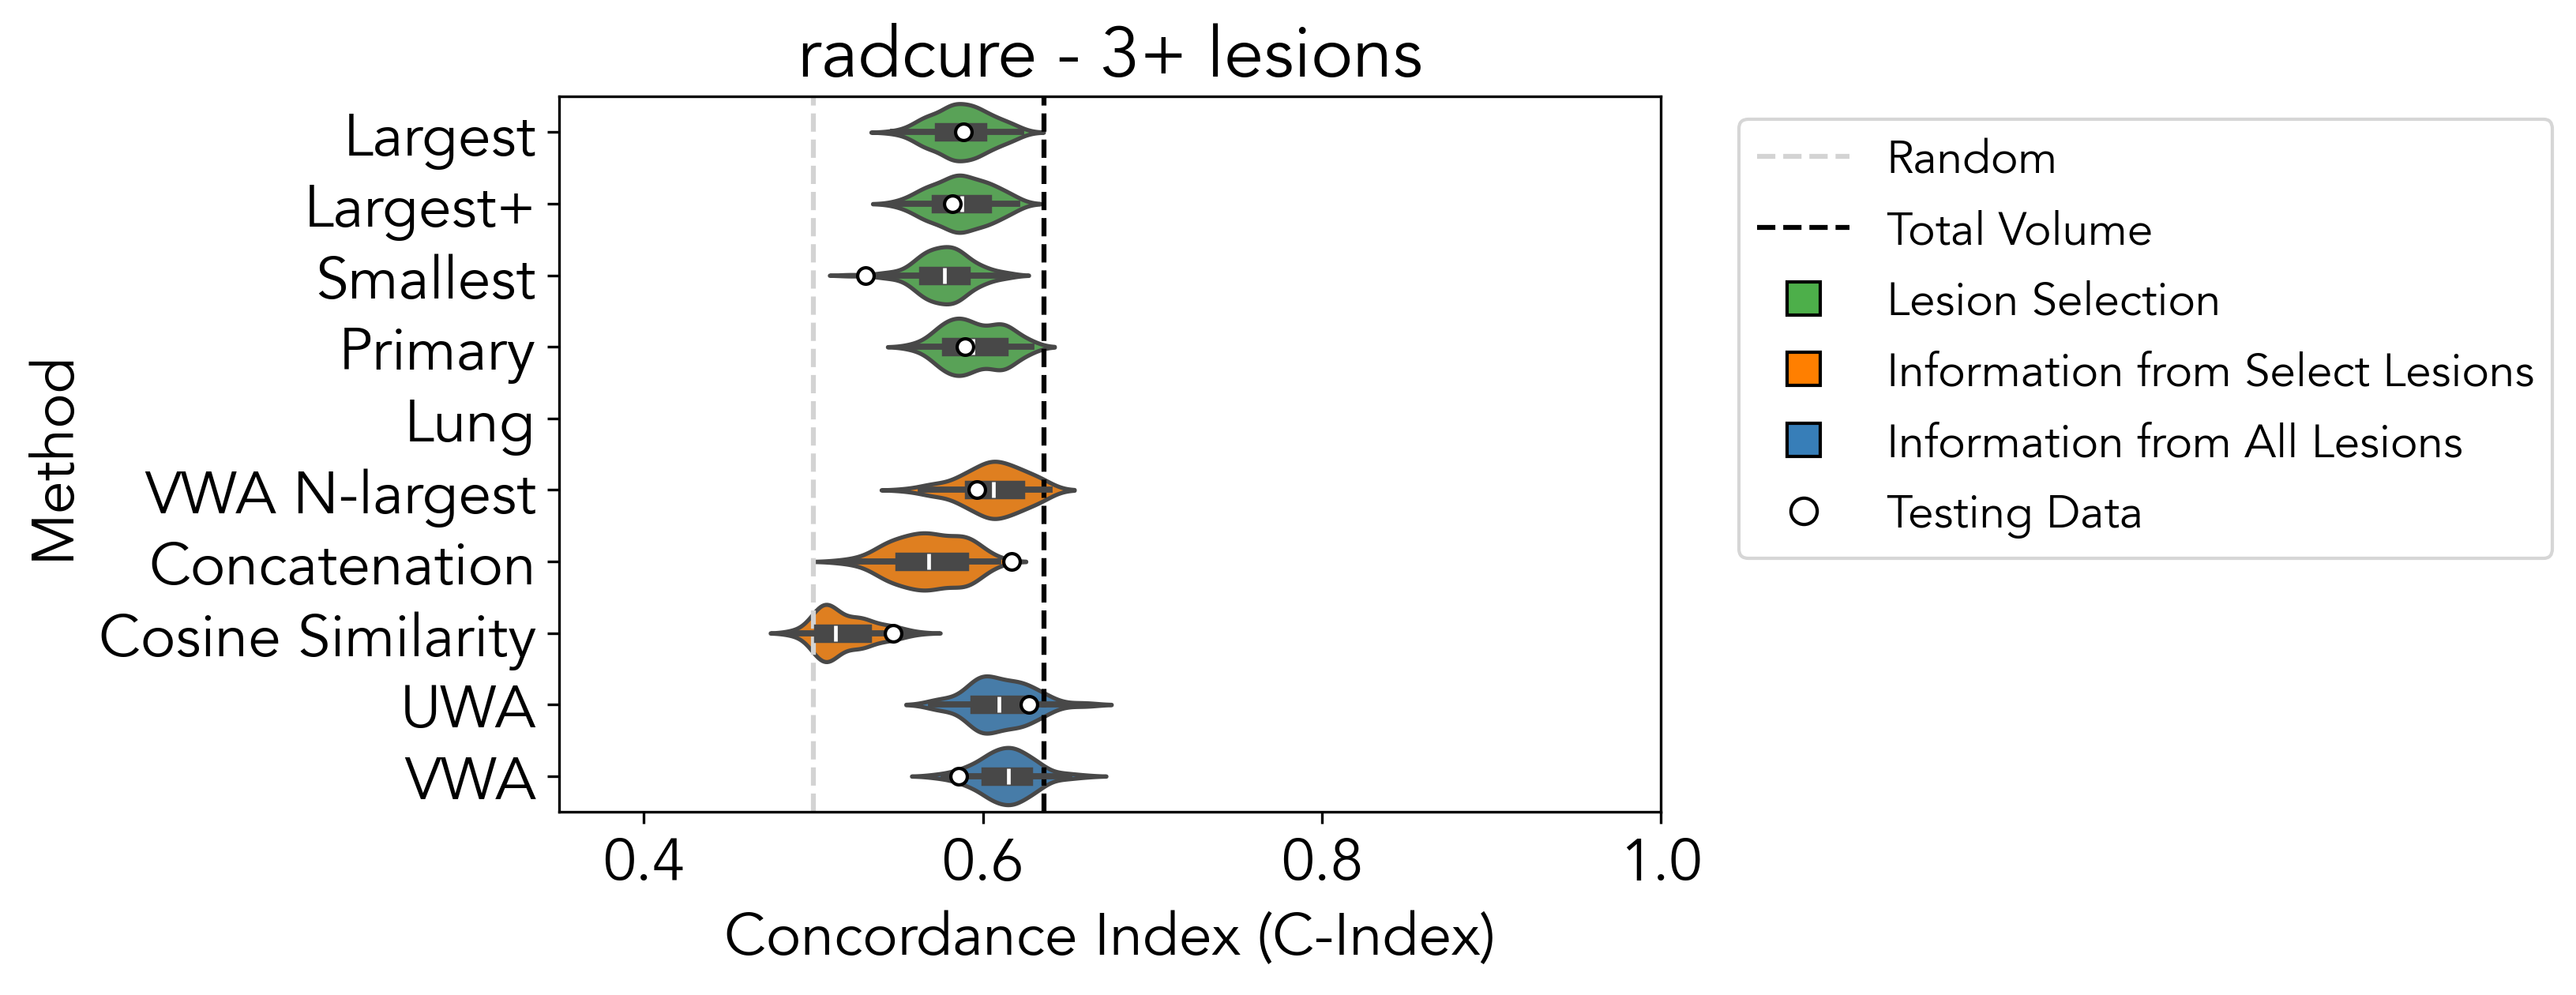 radcure - 3+ lesions
Method
Largest
Largest+
Smallest
Primary
Lung
VWA N-largest
Concatenation
Cosine Similarity
UWA
VWA
0.4 0.6 0.8 1.0
Concordance Index (C-Index)
Random
Total Volume
Lesion Selection
Information from Select Lesions
Information from All Lesions
Testing Data